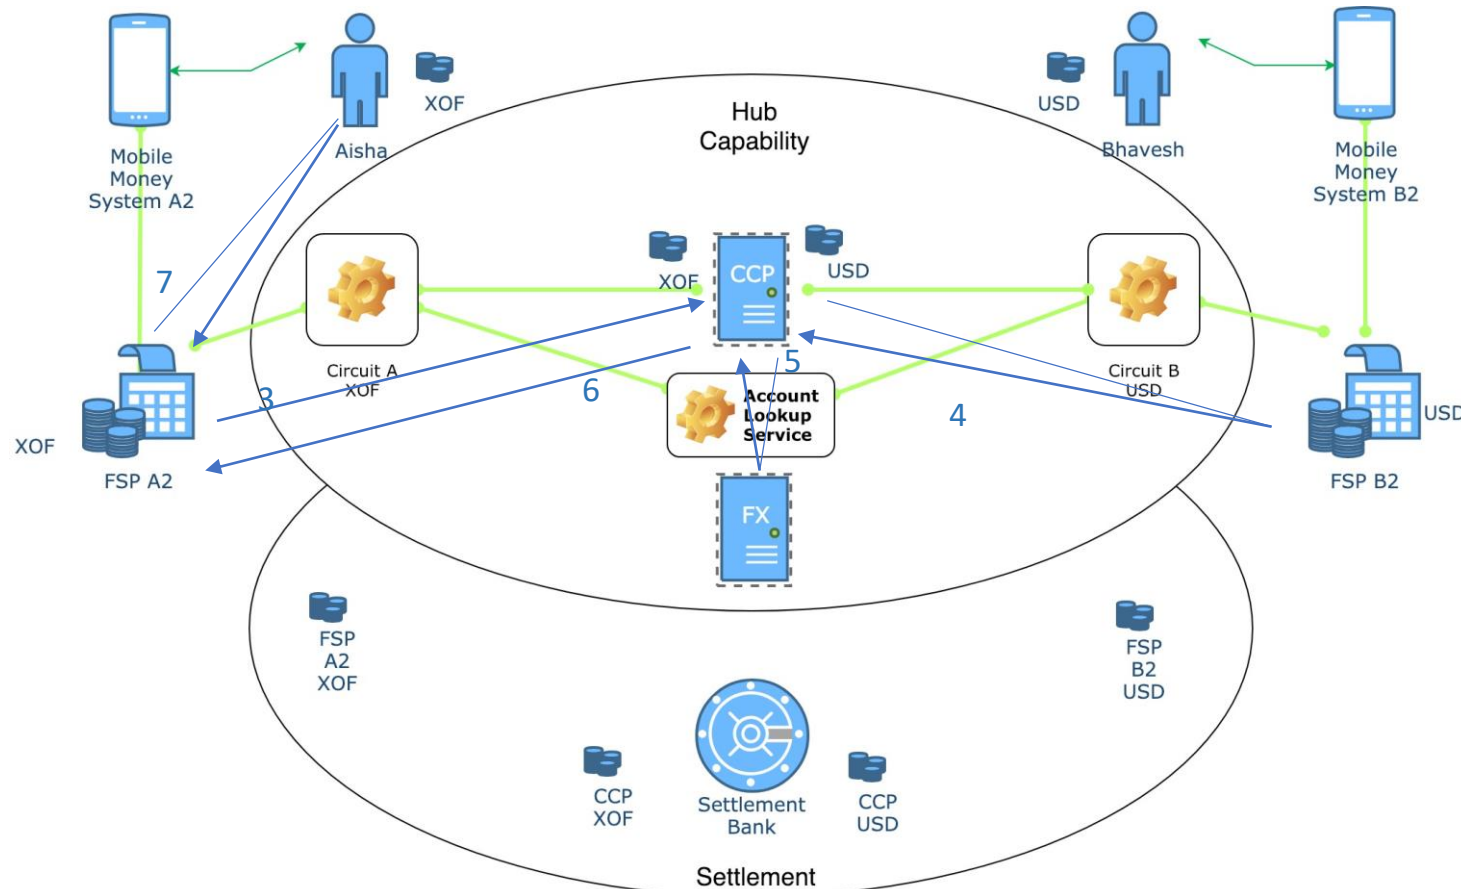 Hub
Capability
XOF
Aisha
USD
Bhavesh
Mobile
Money
System A2
Mobile
Money
System B2
CCP
XOF
USD
7
Circuit A
XOF
3
6
5
4
Circuit B
USD
Account
Lookup
Service
XOF
FSP A2
USD
FSP B2
FX
FSP
A2
XOF
FSP
B2
USD
CCP
XOF
Settlement
Bank
CCP
USD
Settlement